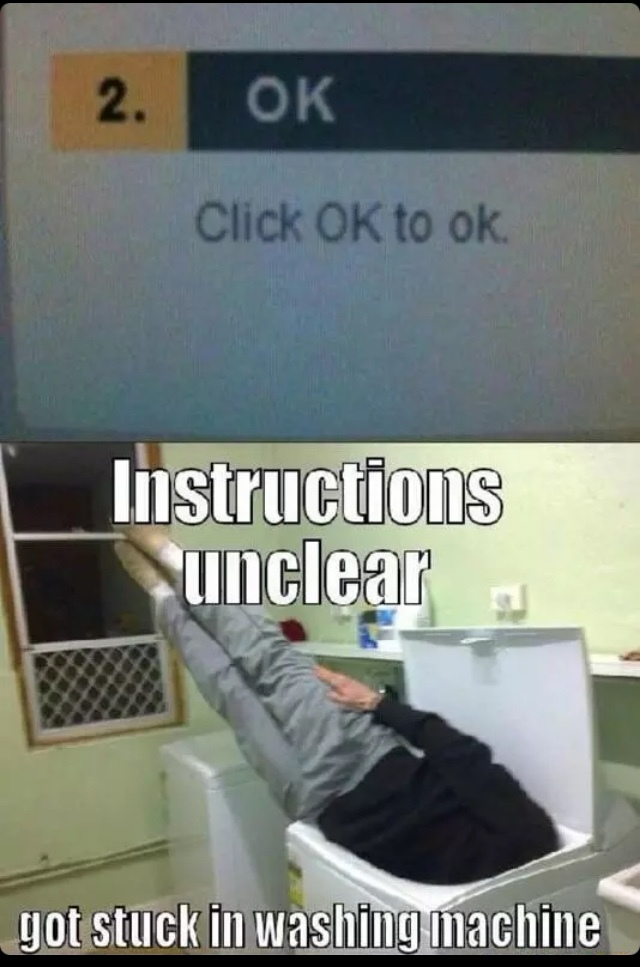 2. OK
Click OK to ok.
Instructions
unclear
got stuck in washing machine